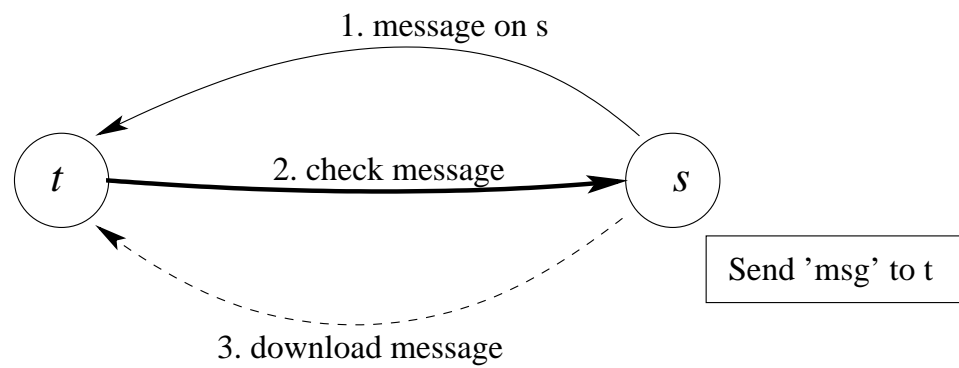 1. message on s
t
2. check message
s
Send ’msg’ to t
3. download message